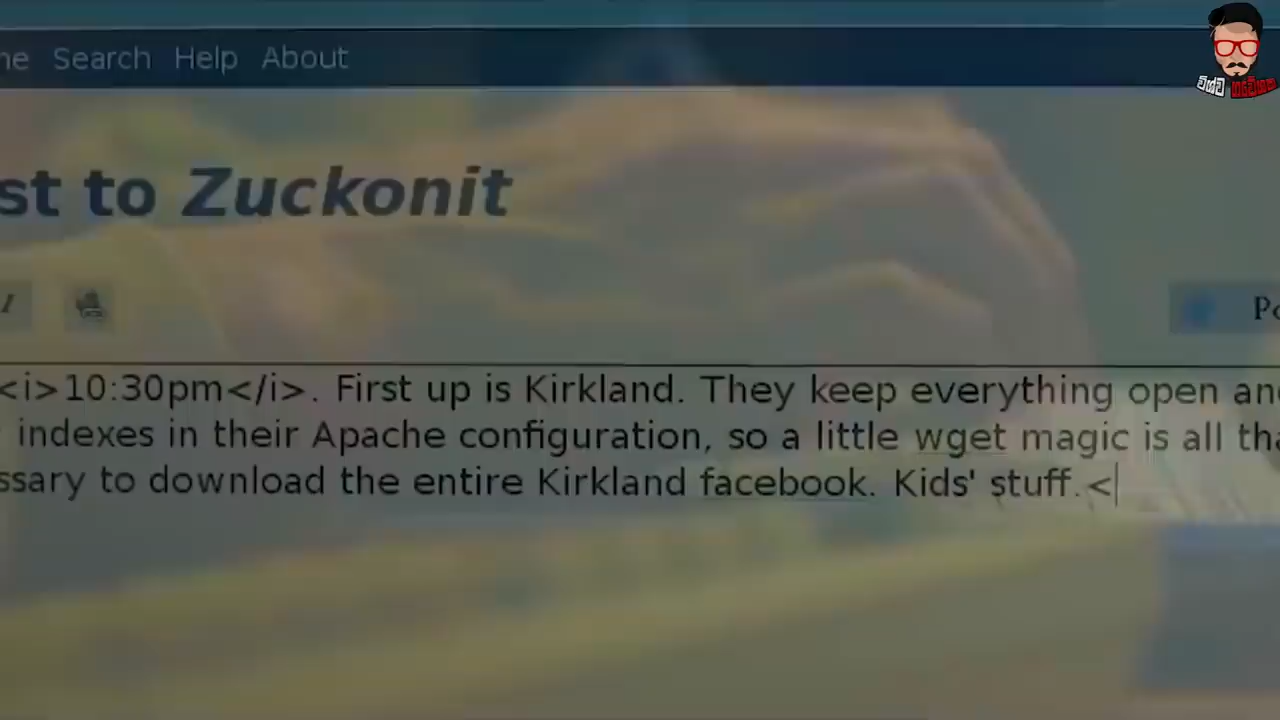 ne Search Help About
විශ්ව ගවේශක
st to Zuckonit
I
Po
<i>10:30pm</i>. First up is Kirkland. They keep everything open and
indexes in their Apache configuration, so a little wget magic is all tha
ssary to download the entire Kirkland facebook. Kids' stuff.<